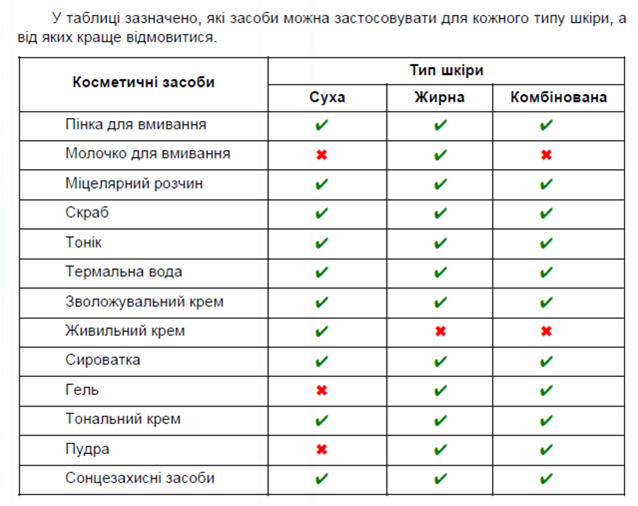 У таблиці зазначено, які засоби можна застосовувати для кожного типу шкіри, а
від яких краще відмовитися.
Косметичні засоби
Тип шкіри
Суха Жирна Комбінована
Пінка для вмивання ✔ ✔ ✔
Молочко для вмивання ✖ ✔ ✖
Міцелярний розчин ✔ ✔ ✔
Скраб ✔ ✔ ✔
Тонік ✔ ✔ ✔
Термальна вода ✔ ✔ ✔
Зволожувальний крем ✔ ✔ ✔
Живильний крем ✔ ✖ ✖
Сироватка ✔ ✔ ✔
Гель ✖ ✔ ✔
Тональний крем ✔ ✔ ✔
Пудра ✖ ✔ ✔
Сонцезахисні засоби ✔ ✔ ✔